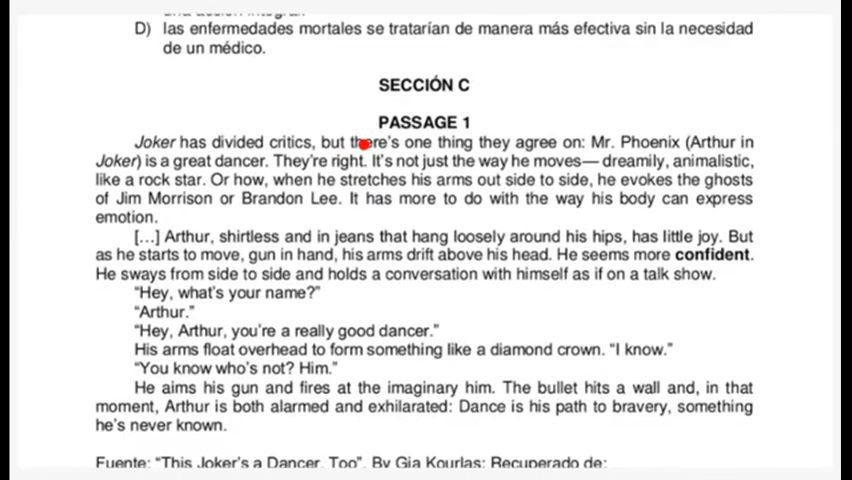 D) las enfermedades mortales se tratarían de manera más efectiva sin la necesidad
de un médico.
SECCIÓN C
PASSAGE 1
Joker has divided critics, but there's one thing they agree on: Mr. Phoenix (Arthur in
Joker) is a great dancer. They're right. It's not just the way he moves— dreamily, animalistic,
like a rock star. Or how, when he stretches his arms out side to side, he evokes the ghosts
of Jim Morrison or Brandon Lee. It has more to do with the way his body can express
emotion.
[...] Arthur, shirtless and in jeans that hang loosely around his hips, has little joy. But
as he starts to move, gun in hand, his arms drift above his head. He seems more confident.
He sways from side to side and holds a conversation with himself as if on a talk show.
“Hey, what's your name?”
“Arthur.”
“Hey, Arthur, you're a really good dancer.”
His arms float overhead to form something like a diamond crown. “I know.”
“You know who's not? Him.”
He aims his gun and fires at the imaginary him. The bullet hits a wall and, in that
moment, Arthur is both alarmed and exhilarated: Dance is his path to bravery, something
he's never known.
Fuente: “This Joker's a Dancer, Too”. By Gia Kourlas; Recuperado de: